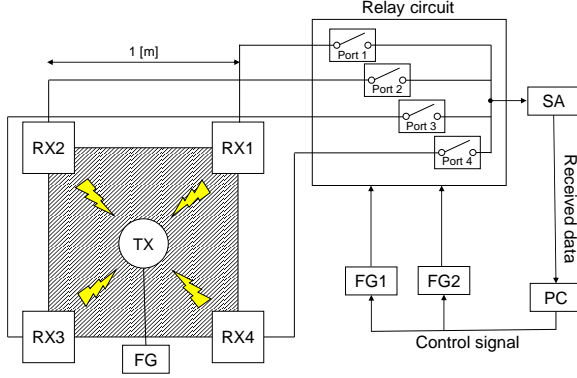 Relay circuit
1 [m]
Port 1
Port 2
Port 3
Port 4
SA
RX2
RX1
TX
RX3
RX4
FG
FG1
FG2
Received data
PC
Control signal